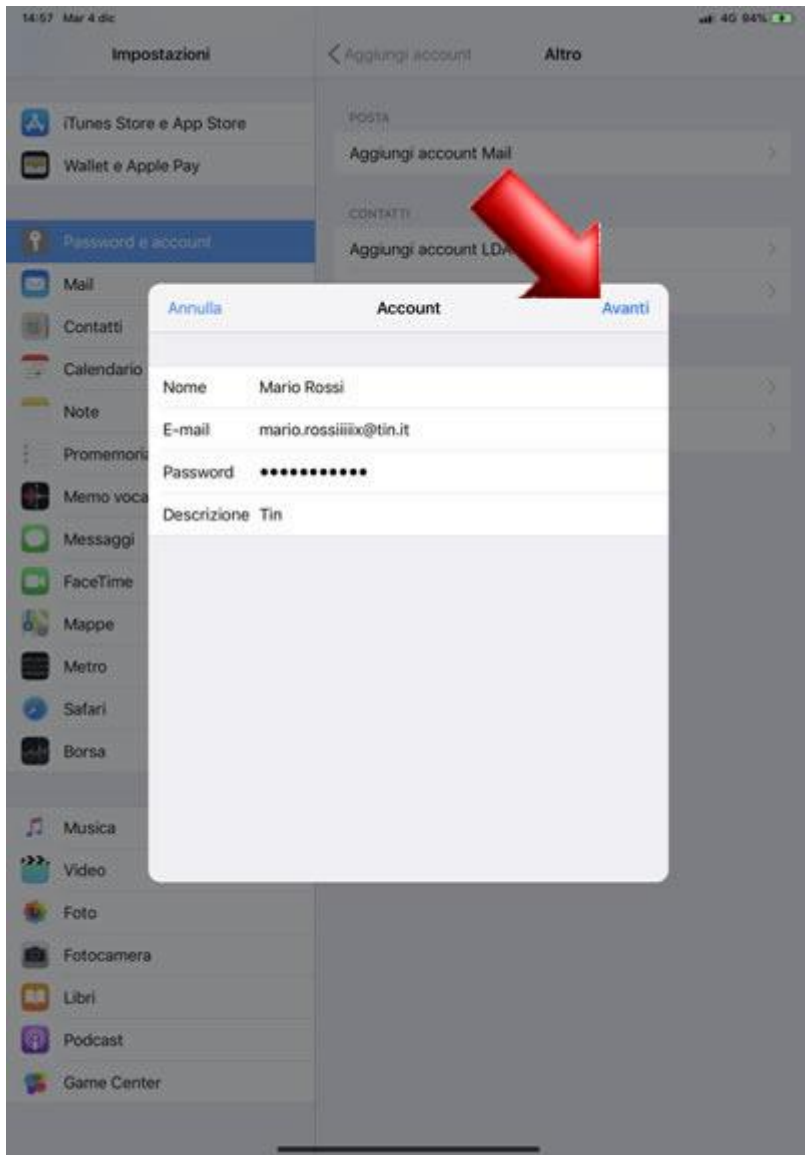 14:57 Mar 4 dic
4G 94%
Impostazioni
Aggiungi account
Altro
iTunes Store e App Store
Wallet e Apple Pay
Password e account
Mail
Contatti
Calendario
Note
Promemoria
Memo voca
Messaggi
FaceTime
Mappe
Metro
Safari
Borsa
Musica
Video
Foto
Fotocamera
Libri
Podcast
Game Center
POSTA
Aggiungi account Mail
CONTATTI
Aggiungi account LDA
Annulla
Account
Avanti
Nome Mario Rossi
E-mail mario.rossiiiiix@tin.it
Password •••••••••••
Descrizione Tin